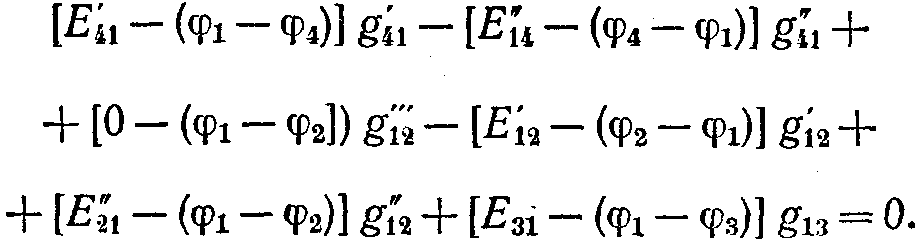 [E′₄₁ − (φ₁ − φ₄)] g′₄₁ − [E″₁₄ − (φ₄ − φ₁)] g″₄₁ +
+ [0 − (φ₁ − φ₂]) g‴₁₂ − [E′₁₂ − (φ₂ − φ₁)] g′₁₂ +
+ [E″₂₁ − (φ₁ − φ₂)] g″₁₂ + [E₃₁ − (φ₁ − φ₃)] g₁₃ = 0.